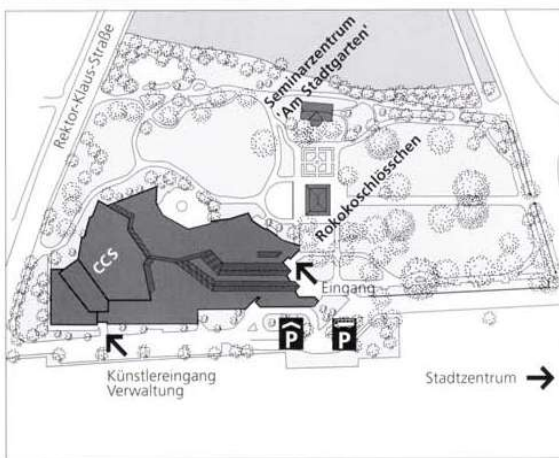 Rektor-Klaus-Straße
Seminarzentrum
'Am Stadtgarten'
Rokokoschlösschen
CCS
Eingang
P
P
Künstlereingang
Verwaltung
Stadtzentrum